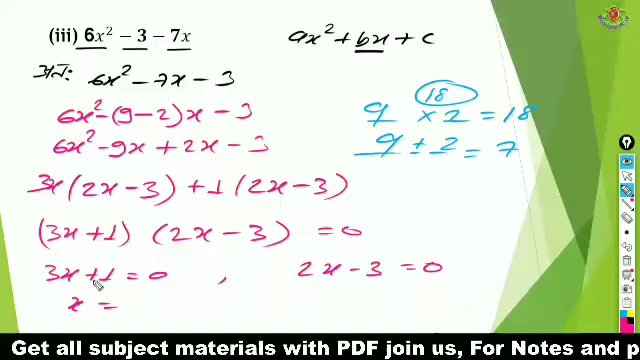 (iii) 6x² − 3 − 7x
ax² + bx + c
अतः 6x² − 7x − 3
6x² − (9 − 2)x − 3
6x² − 9x + 2x − 3
3x(2x − 3) + 1(2x − 3)
(3x + 1) (2x − 3) = 0
3x + 1 = 0 , 2x − 3 = 0
x =
18
9 × 2 = 18
9 ± 2 = 7
Get all subject materials with PDF join us, For Notes and p